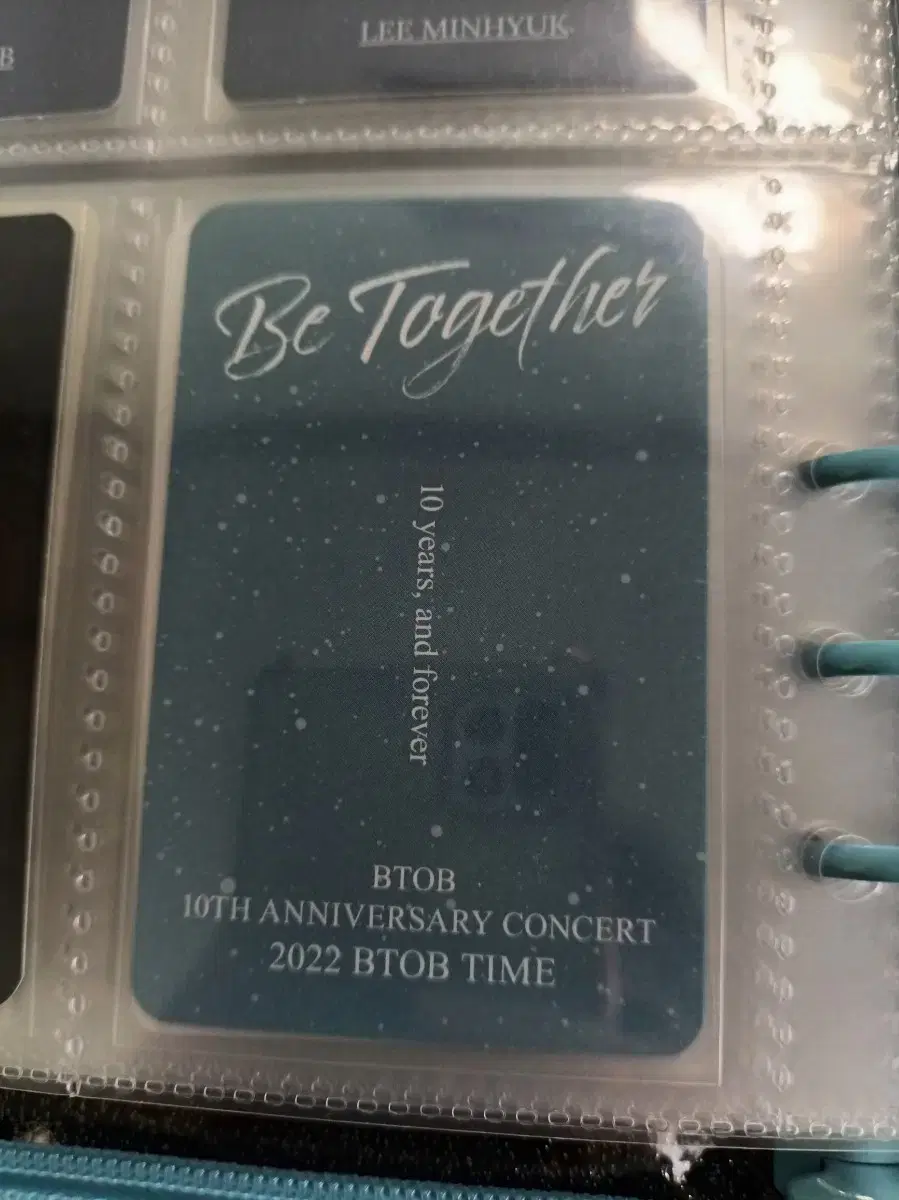 B
LEE MINHYUK
Be Together
10 years, and forever
BTOB
10TH ANNIVERSARY CONCERT
2022 BTOB TIME